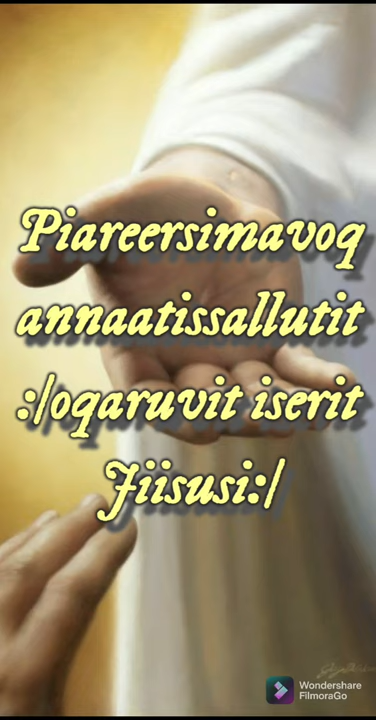 Piareersimavoq
annaatissallutit
:/oqaruvit iserit
Jiisusi:/
Wondershare
FilmoraGo